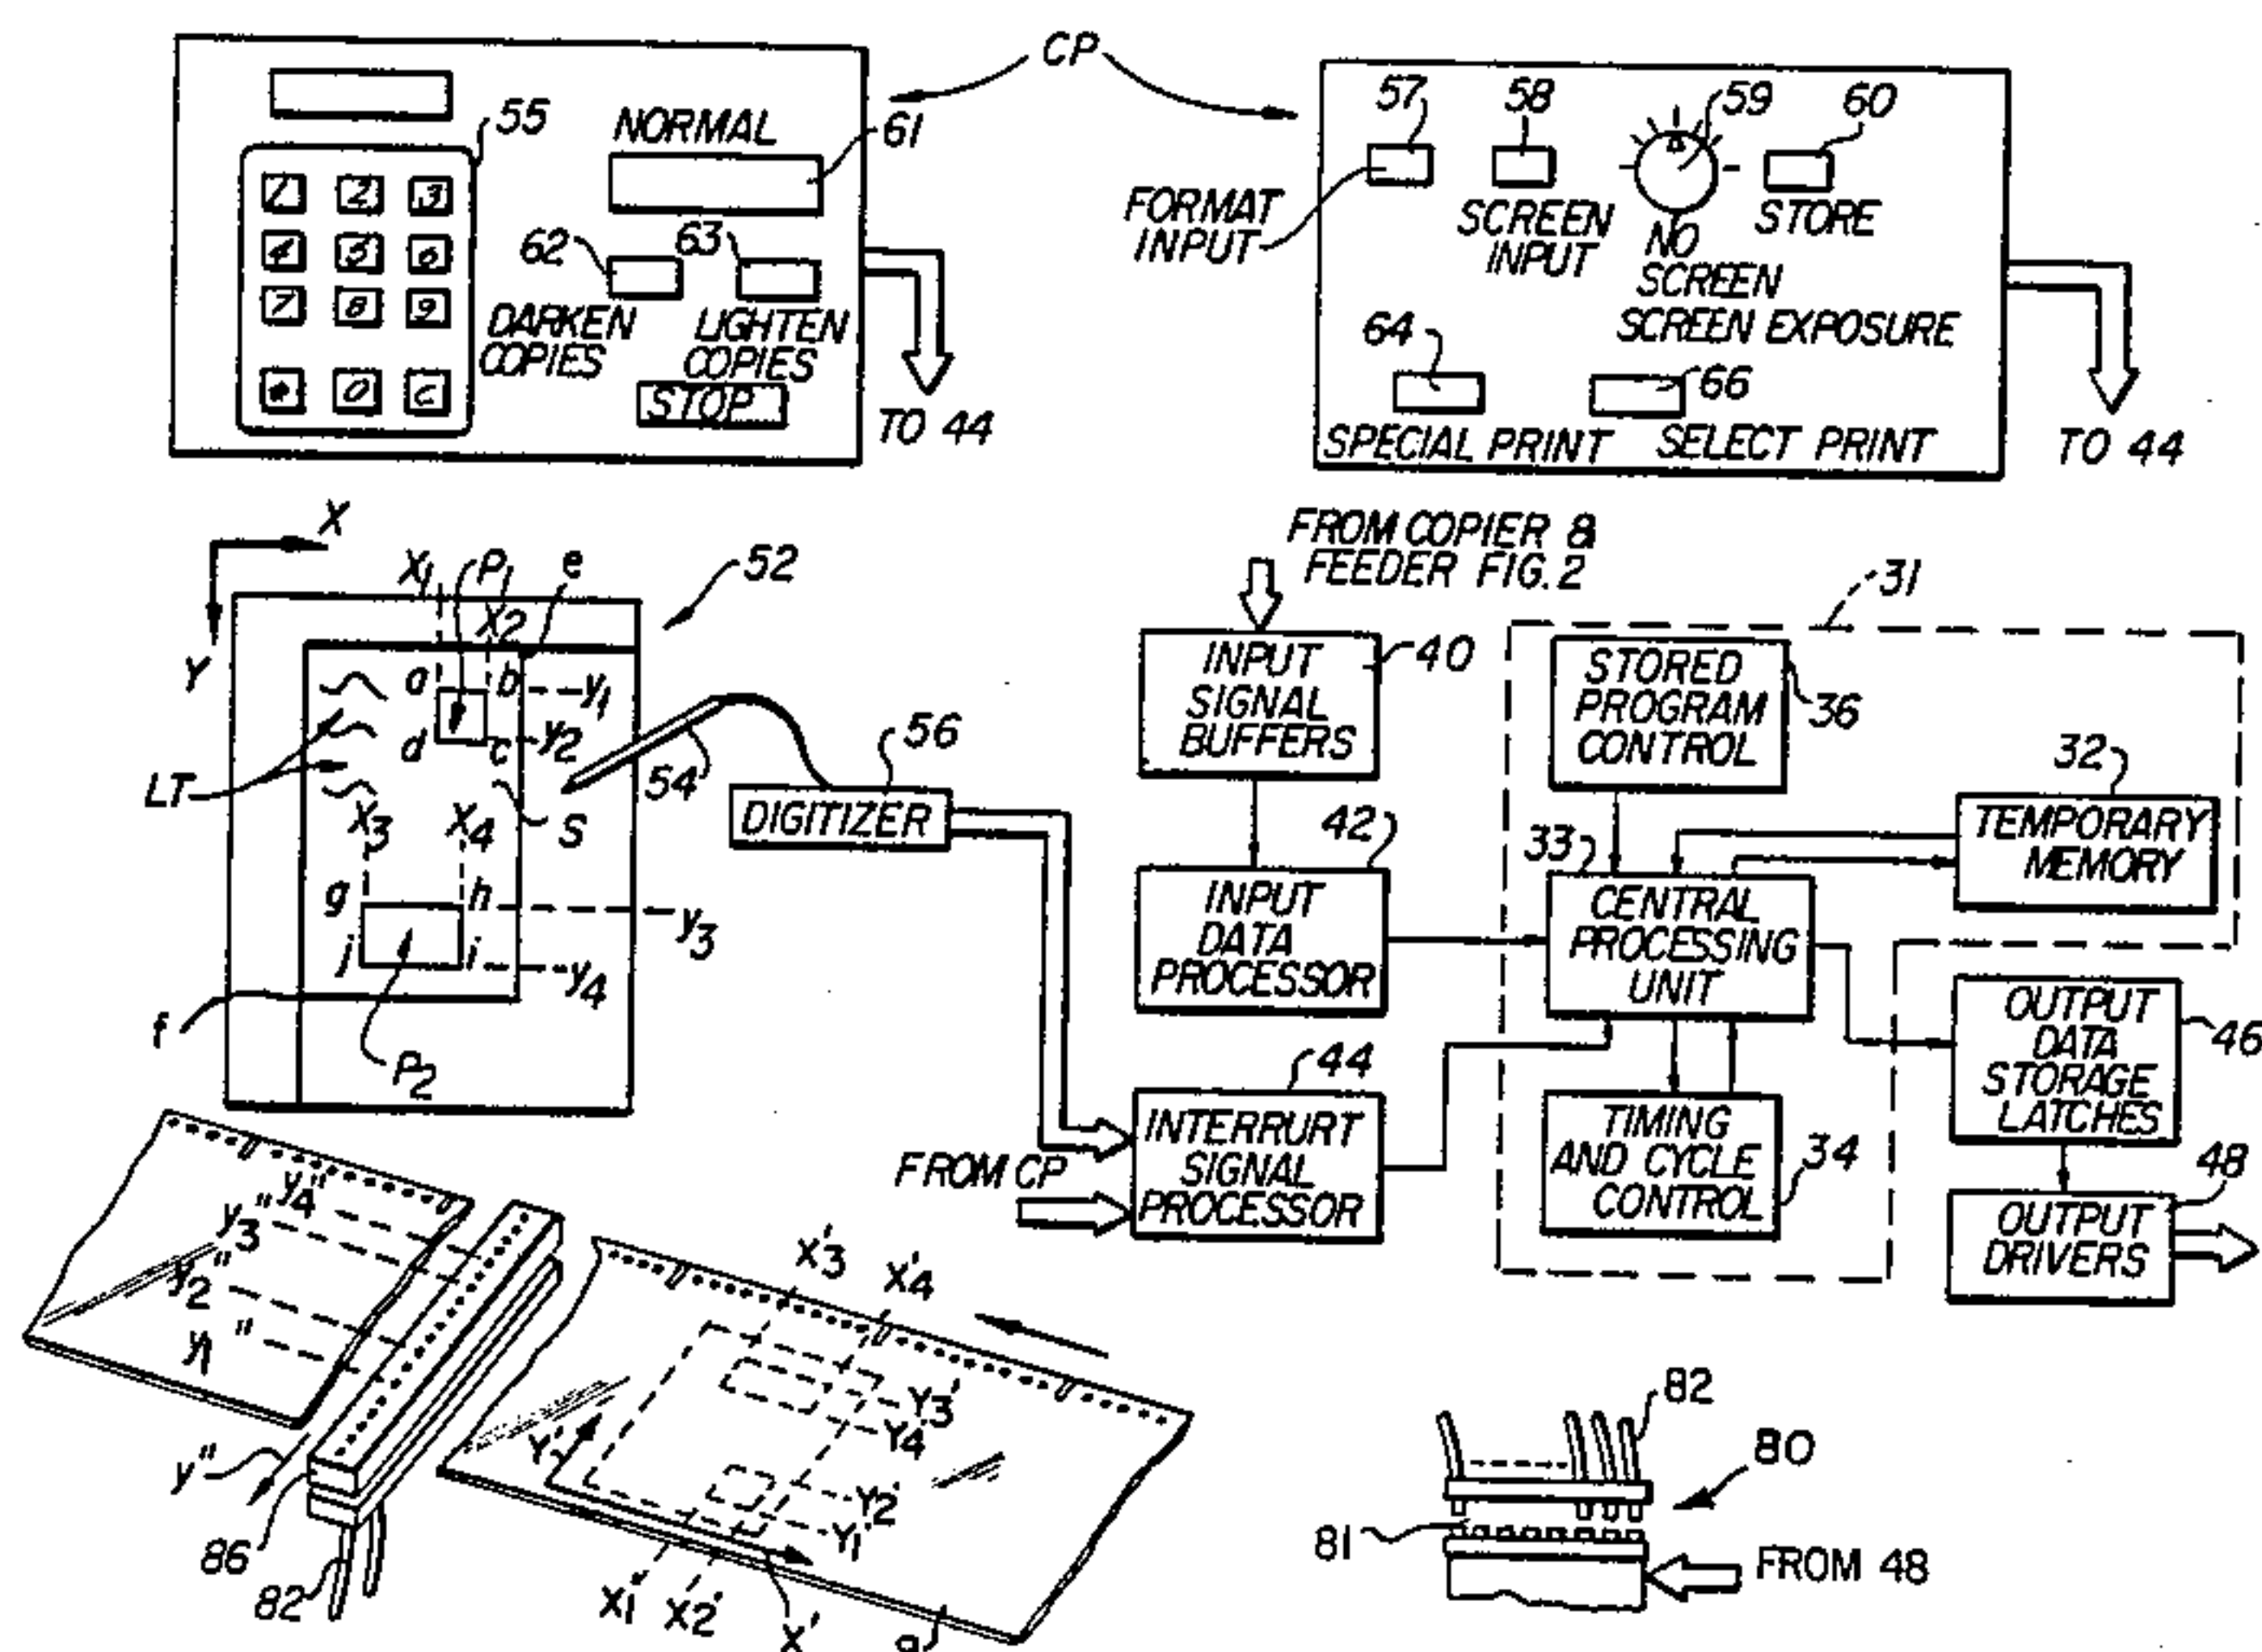 CP
55
NORMAL
61
1 2 3
4 5 6
7 8 9
0 C
62
63
DARKEN
COPIES
LIGHTEN
COPIES
STOP
TO 44
57
58
59
60
FORMAT
INPUT
SCREEN
INPUT
NO
SCREEN
STORE
SCREEN EXPOSURE
64
66
SPECIAL PRINT
SELECT PRINT
TO 44
X
Y
X1
P1
X2
e
52
a
b
y1
d
c
y2
LT
X3
X4
S
54
g
h
y3
j
i
y4
f
P2
56
DIGITIZER
FROM COPIER &
FEEDER FIG. 2
INPUT
SIGNAL
BUFFERS
40
42
INPUT
DATA
PROCESSOR
44
INTERRURT
SIGNAL
PROCESSOR
FROM CP
31
STORED
PROGRAM
CONTROL
36
32
TEMPORARY
MEMORY
33
CENTRAL
PROCESSING
UNIT
TIMING
AND CYCLE
CONTROL
34
OUTPUT
DATA
STORAGE
LATCHES
46
OUTPUT
DRIVERS
48
y4"
y3"
y2"
y1"
y"
86
82
X'3
X'4
Y3'
Y4'
Y'
Y2'
Y1'
X1'
X2'
X'
9
82
80
81
FROM 48